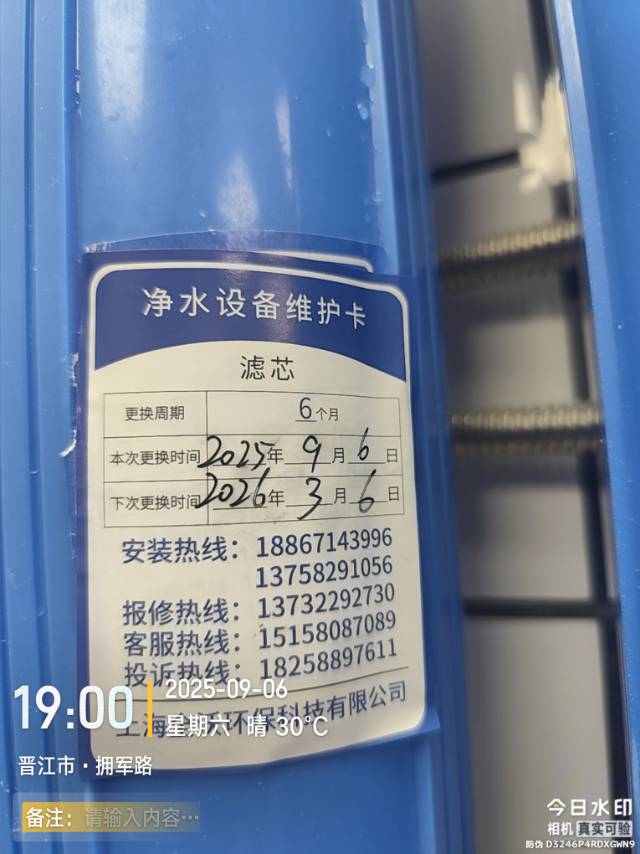 净水设备维护卡
滤芯
更换周期 6个月
本次更换时间 2025年 9月 6日
下次更换时间 2026年 3月 6日
安装热线：18867143996
13758291056
报修热线：13732292730
客服热线：15158087089
投诉热线：18258897611
上海 环保科技有限公司
19:00
2025-09-06
星期六 晴 30℃
晋江市·拥军路
备注：请输入内容…
今日水印
相机 真实可验
防伪 D3246P4RDXGWN9